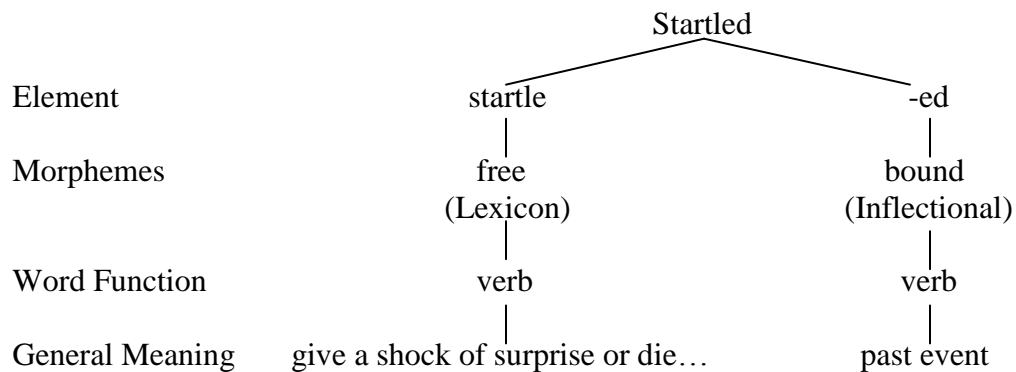 Startled
Element startle -ed
Morphemes free bound
(Lexicon) (Inflectional)
Word Function verb verb
General Meaning give a shock of surprise or die… past event